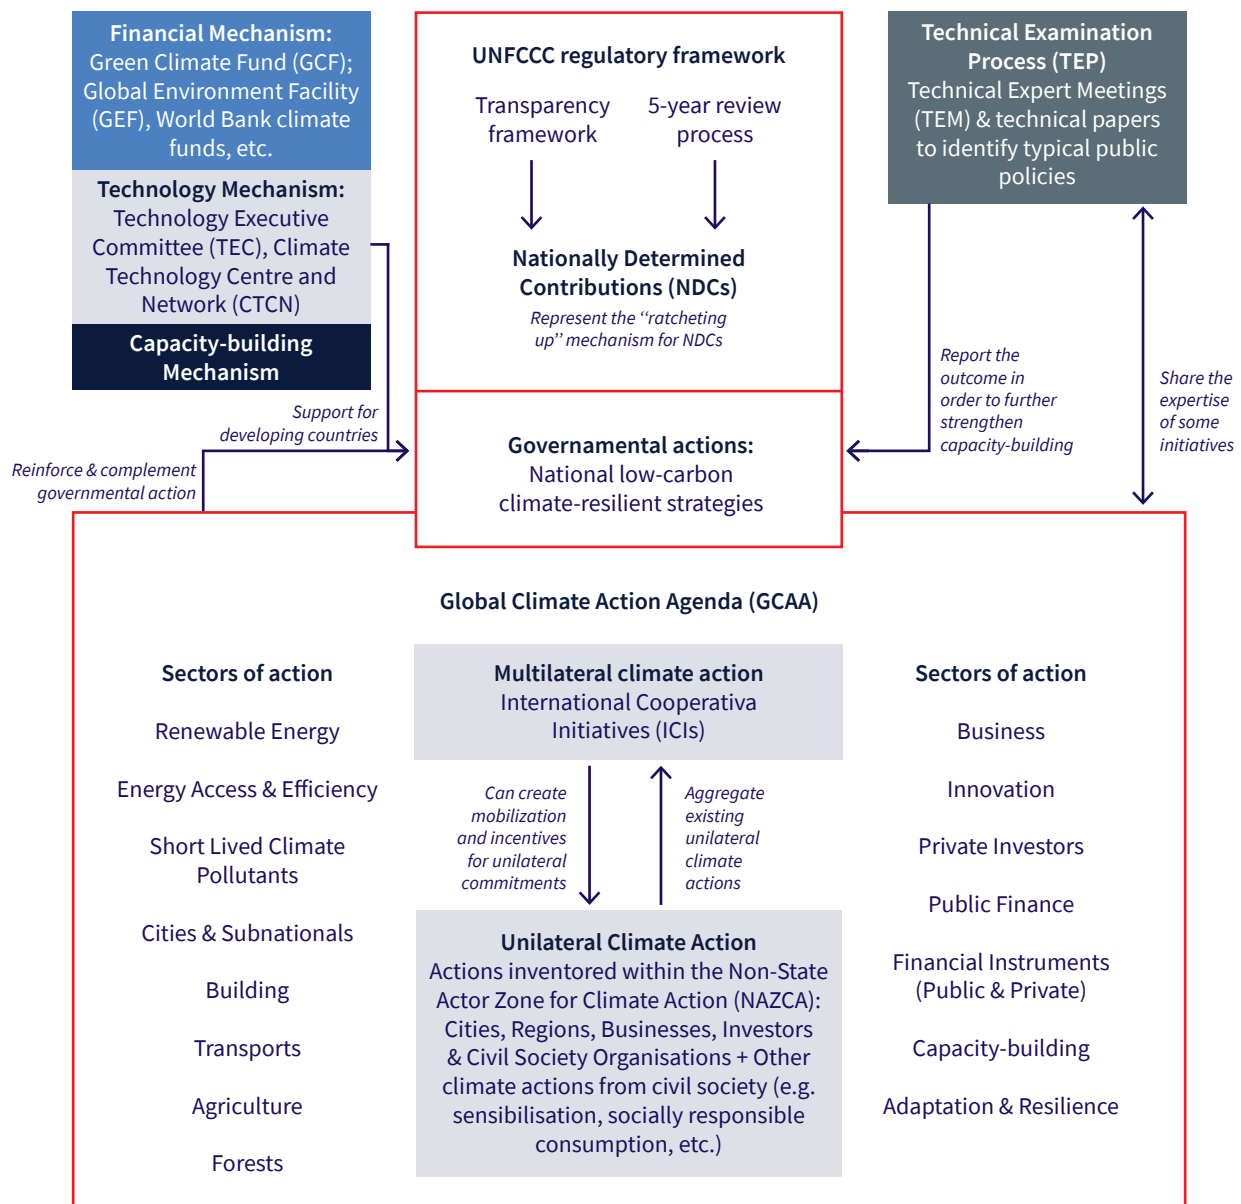 Financial Mechanism:
Green Climate Fund (GCF);
Global Environment Facility
(GEF), World Bank climate
funds, etc.
Technology Mechanism:
Technology Executive
Committee (TEC), Climate
Technology Centre and
Network (CTCN)
Capacity-building
Mechanism
UNFCCC regulatory framework
Transparency
framework
5-year review
process
Nationally Determined
Contributions (NDCs)
Represent the “ratcheting
up” mechanism for NDCs
Technical Examination
Process (TEP)
Technical Expert Meetings
(TEM) & technical papers
to identify typical public
policies
Support for
developing countries
Reinforce & complement
governmental action
Governamental actions:
National low-carbon
climate-resilient strategies
Report the
outcome in
order to further
strengthen
capacity-building
Share the
expertise
of some
initiatives
Global Climate Action Agenda (GCAA)
Sectors of action
Renewable Energy
Energy Access & Efficiency
Short Lived Climate
Pollutants
Cities & Subnationals
Building
Transports
Agriculture
Forests
Multilateral climate action
International Cooperativa
Initiatives (ICIs)
Can create
mobilization
and incentives
for unilateral
commitments
Aggregate
existing
unilateral
climate
actions
Unilateral Climate Action
Actions inventored within the Non-State
Actor Zone for Climate Action (NAZCA):
Cities, Regions, Businesses, Investors
& Civil Society Organisations + Other
climate actions from civil society (e.g.
sensibilisation, socially responsible
consumption, etc.)
Sectors of action
Business
Innovation
Private Investors
Public Finance
Financial Instruments
(Public & Private)
Capacity-building
Adaptation & Resilience